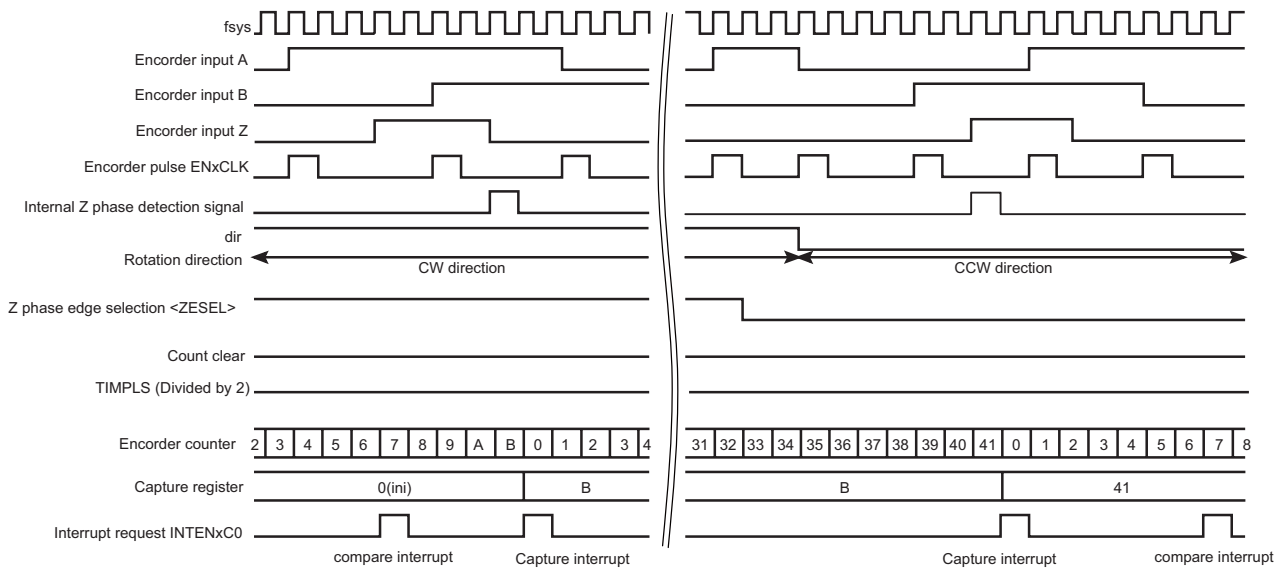 fsys
Encorder input A
Encorder input B
Encorder input Z
Encorder pulse ENxCLK
Internal Z phase detection signal
dir
Rotation direction
CW direction
CCW direction
Z phase edge selection <ZESEL>
Count clear
TIMPLS (Divided by 2)
Encorder counter 2 3 4 5 6 7 8 9 A B 0 1 2 3 4 31 32 33 34 35 36 37 38 39 40 41 0 1 2 3 4 5 6 7 8
Capture register 0(ini) B B 41
Interrupt request INTENxC0
compare interrupt Capture interrupt Capture interrupt compare interrupt